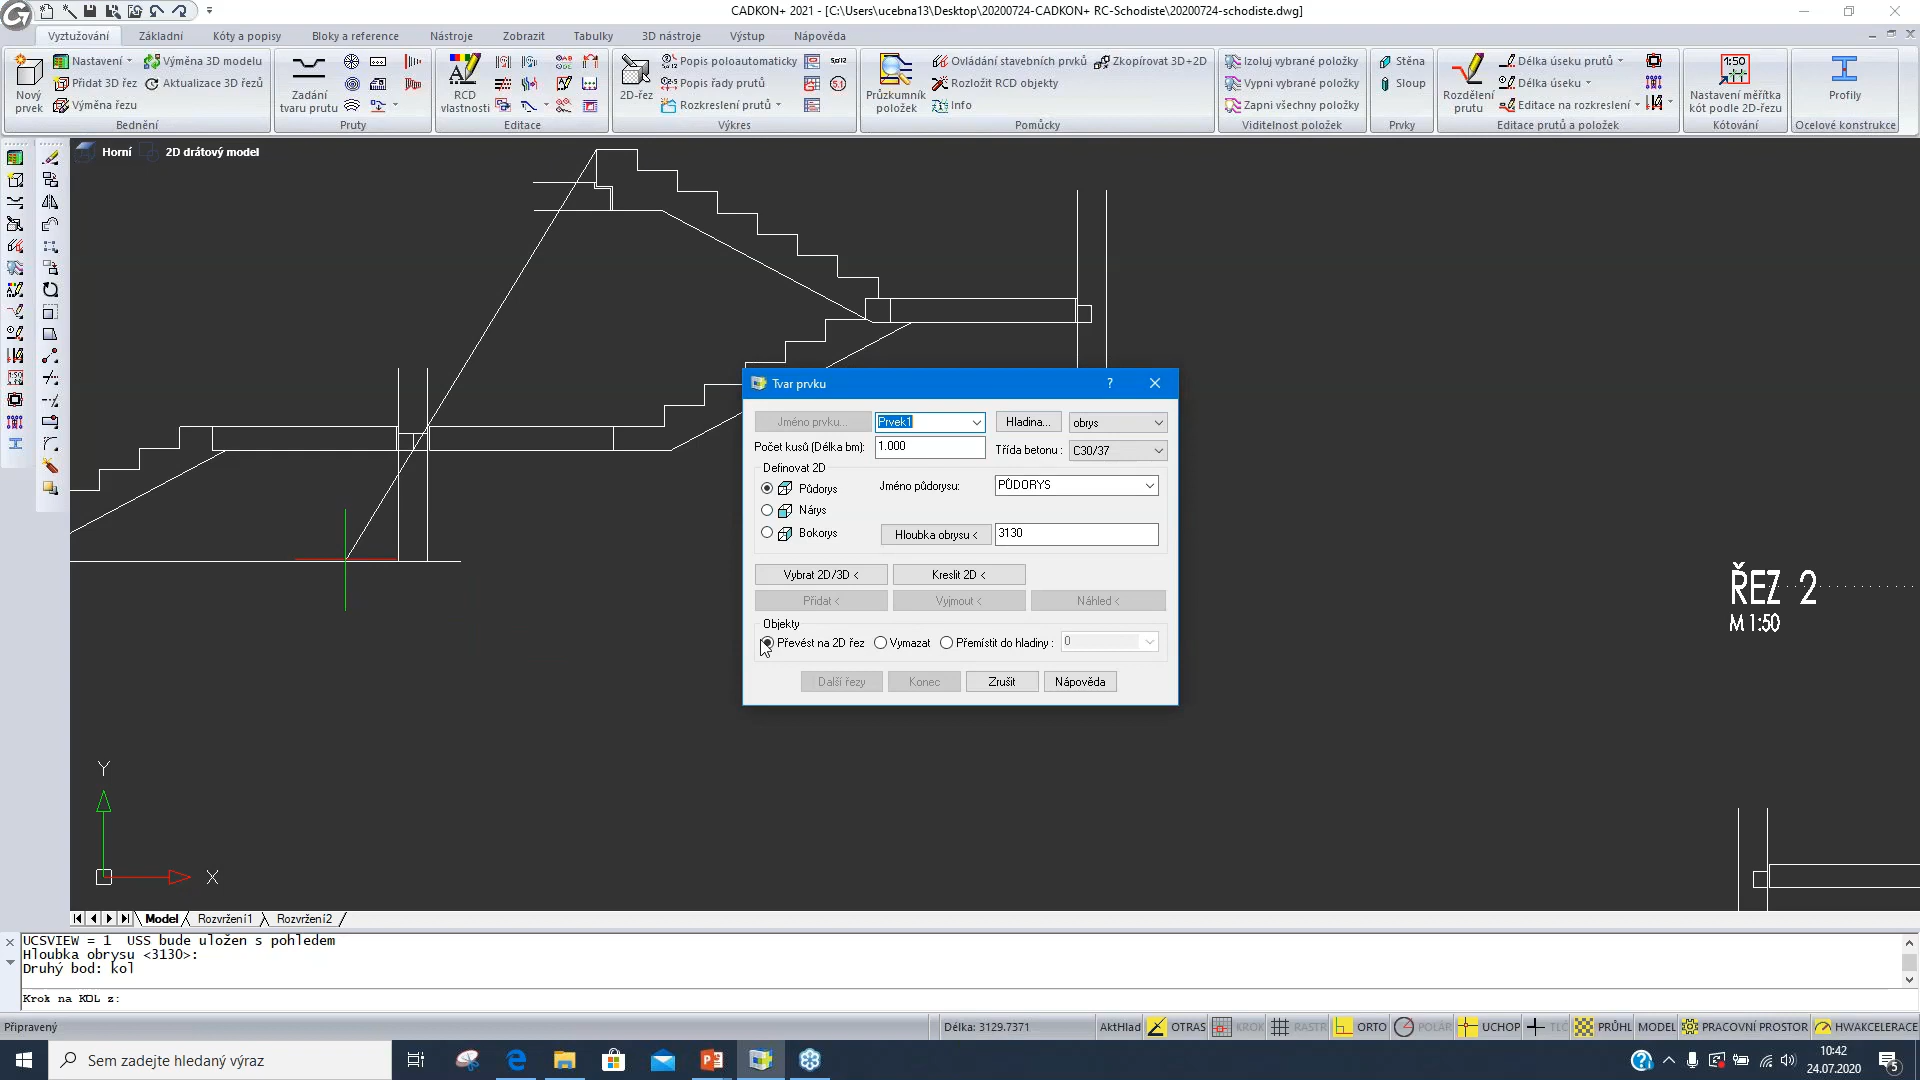 CADKON+ 2021 - [C:\Users\ucebna13\Desktop\20200724-CADKON+ RC-Schodiste\20200724-schodiste.dwg]
Vyztužování Základní Kóty a popisy Bloky a reference Nástroje Zobrazit Tabulky 3D nástroje Výstup Nápověda
Nový prvek
Nastavení
Přidat 3D řez
Výměna řezu
Výměna 3D modelu
Aktualizace 3D řezů
Bednění
Zadání tvaru prutu
Pruty
RCD vlastnosti
Editace
2D-řez
Popis poloautomaticky
Popis řady prutu
Rozkreslení prutů
Výkres
Průzkumník položek
Ovládání stavebních prvků
Rozložit RCD objekty
Info
Zkopírovat 3D+2D
Pomůcky
Izoluj vybrané položky
Vypni vybrané položky
Zapni všechny položky
Viditelnost položek
Stěna
Sloup
Prvky
Rozdělení prutu
Délka úseku prutů
Délka úseku
Editace na rozkreslení
Editace prutů a položek
1:50
Nastavení měřítka kót podle 2D-řezu
Kótování
Profily
Ocelové konstrukce
Horní 2D drátový model
Tvar prvku
?
Jméno prvku... Prvek1 Hladina... obrys
Počet kusů (Délka bm): 1.000 Třída betonu : C30/37
Definovat 2D
Půdorys Jméno půdorysu: PŮDORYS
Nárys
Bokorys Hloubka obrysu < 3130
Vybrat 2D/3D < Kreslit 2D <
Přidat < Vyjmout < Náhled <
Objekty
Převést na 2D řez Vymazat Přemístit do hladiny : 0
Další řezy Konec Zrušit Nápověda
ŘEZ 2
M 1:50
Y
X
Model Rozvržení1 Rozvržení2
UCSVIEW = 1 USS bude uložen s pohledem
Hloubka obrysu <3130>:
Druhý bod: kol
Krok na KOL z:
Připravený Délka: 3129.7371 AktHlad OTRAS KROK RASTR ORTO POLÁR UCHOP TLČ PRŮHL MODEL PRACOVNÍ PROSTOR HWAKCELERACE
Sem zadejte hledaný výraz
10:42
24.07.2020
5